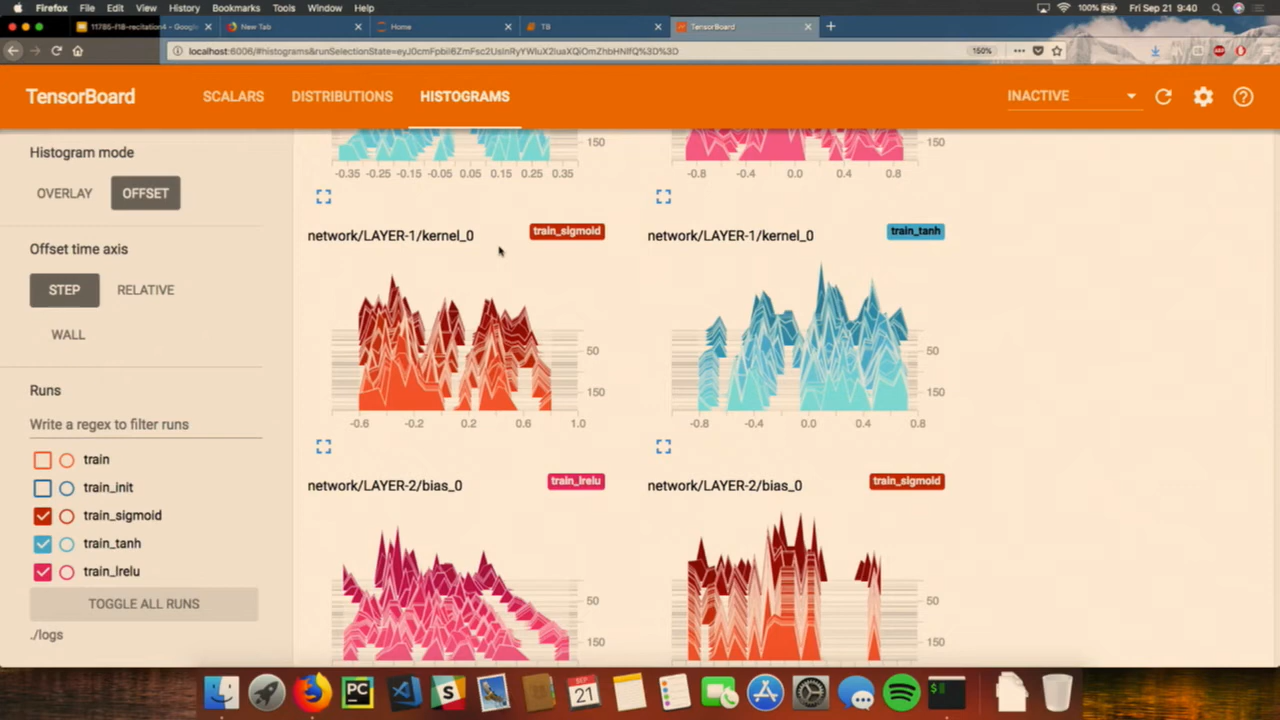 Firefox File Edit View History Bookmarks Tools Window Help 100% Fri Sep 21 9:40
11785-f18-recitation4 - Google New Tab Home TB TensorBoard
150%
TensorBoard SCALARS DISTRIBUTIONS HISTOGRAMS INACTIVE
Histogram mode
OVERLAY OFFSET
Offset time axis
STEP RELATIVE
WALL
Runs
Write a regex to filter runs
train
train_init
train_sigmoid
train_tanh
train_lrelu
TOGGLE ALL RUNS
./logs
150
-0.35 -0.25 -0.15 -0.05 0.05 0.15 0.25 0.35
150
-0.8 -0.4 0.0 0.4 0.8
network/LAYER-1/kernel_0 train_sigmoid
50
150
-0.6 -0.2 0.2 0.6 1.0
network/LAYER-1/kernel_0 train_tanh
50
150
-0.8 -0.4 0.0 0.4 0.8
network/LAYER-2/bias_0 train_lrelu
50
150
network/LAYER-2/bias_0 train_sigmoid
50
150
PC
S
SEP
21